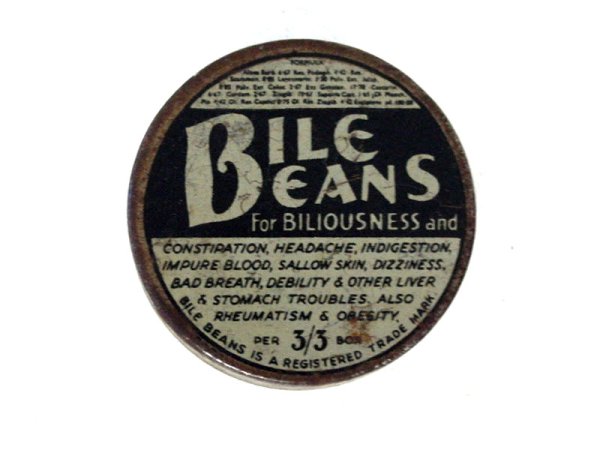 FORMULA
BILE
BEANS
For BILIOUSNESS and
CONSTIPATION, HEADACHE, INDIGESTION,
IMPURE BLOOD, SALLOW SKIN, DIZZINESS,
BAD BREATH, DEBILITY & OTHER LIVER
& STOMACH TROUBLES. ALSO
RHEUMATISM & OBESITY.
PER 3/3 BOX
BILE BEANS IS A REGISTERED TRADE MARK